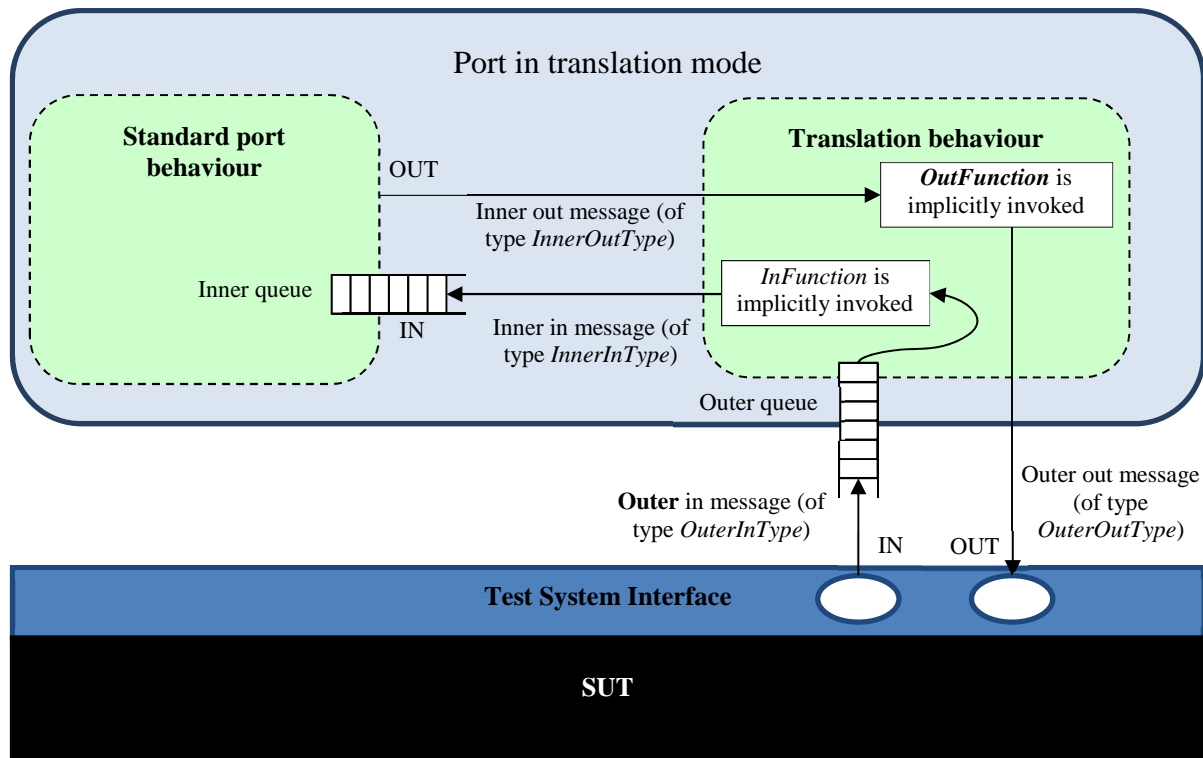 Port in translation mode
Standard port
behaviour
Translation behaviour
OUT
OutFunction is
implicitly invoked
Inner out message (of
type InnerOutType)
Inner queue
InFunction is
implicitly invoked
IN
Inner in message (of
type InnerInType)
Outer queue
Outer in message (of
type OuterInType)
Outer out message
(of type
OuterOutType)
IN
OUT
Test System Interface
SUT